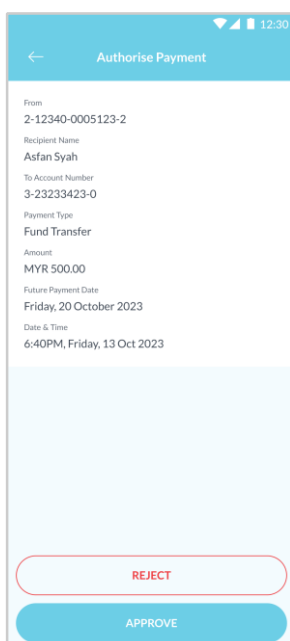 12:30
Authorise Payment
From
2-12340-0005123-2
Recipient Name
Asfan Syah
To Account Number
3-23233423-0
Payment Type
Fund Transfer
Amount
MYR 500.00
Future Payment Date
Friday, 20 October 2023
Date & Time
6:40PM, Friday, 13 Oct 2023
REJECT
APPROVE